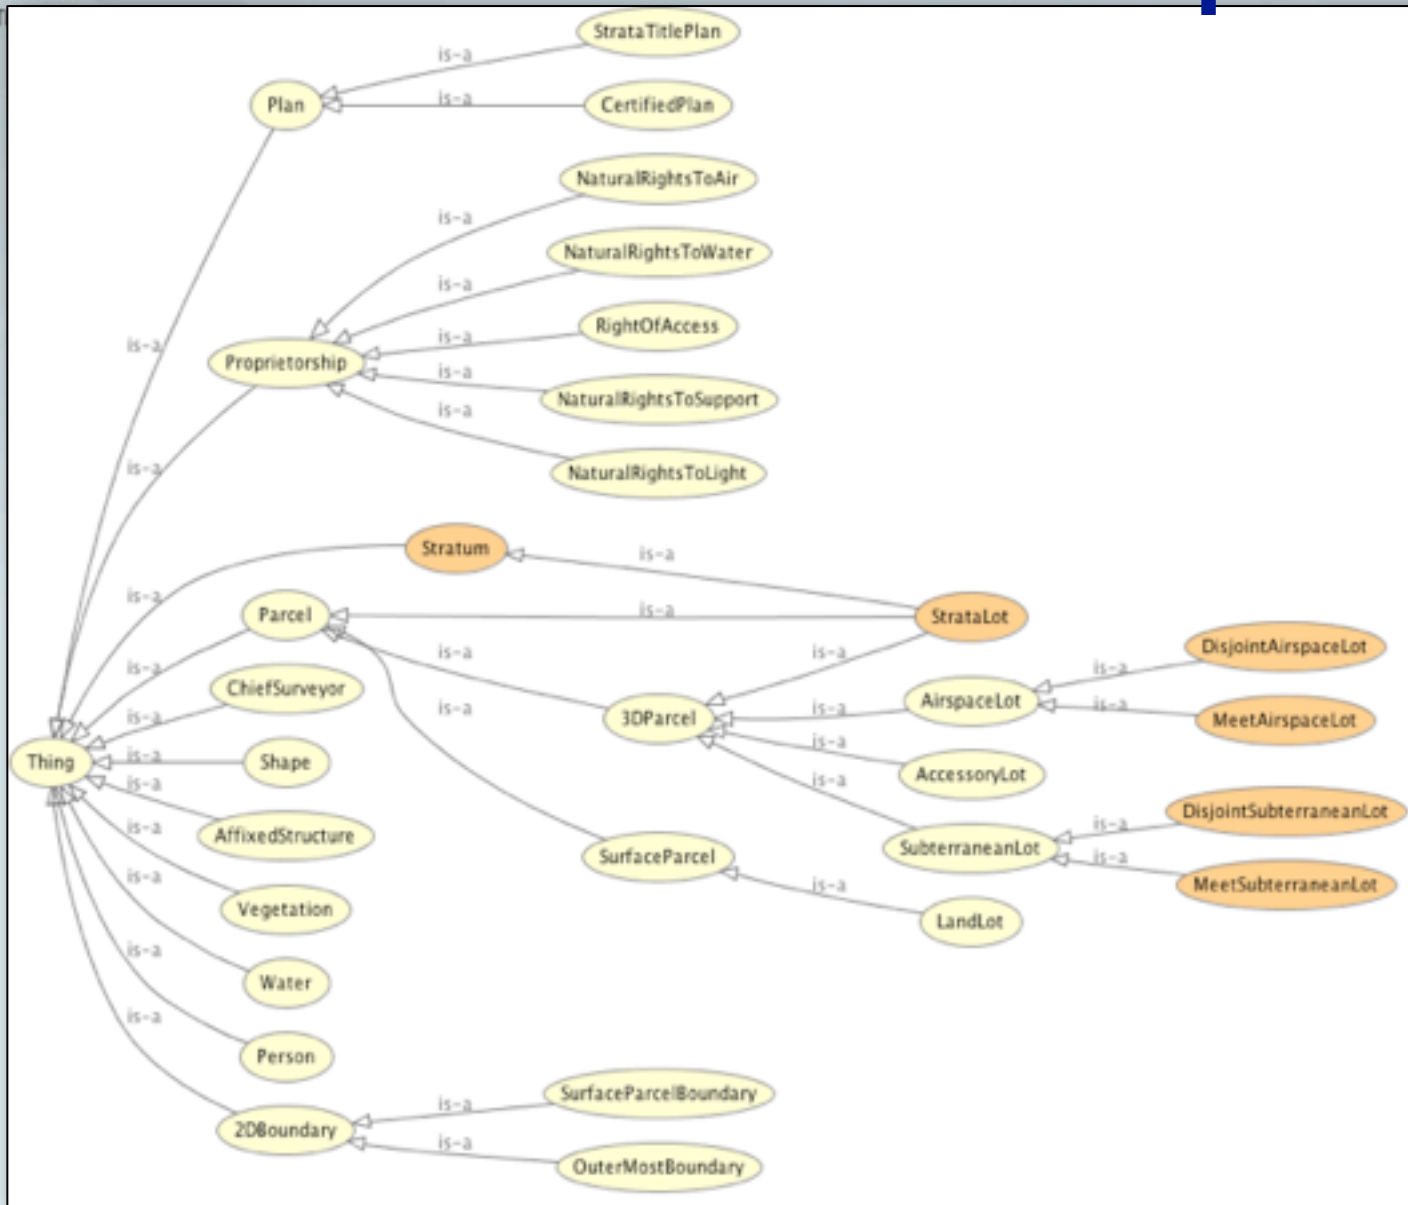 StrataTitlePlan
is-a
Plan
is-a
CertifiedPlan
NaturalRightsToAir
is-a
NaturalRightsToWater
is-a
RightOfAccess
is-a
is-a
Proprietorship
is-a
NaturalRightsToSupport
is-a
is-a
NaturalRightsToLight
Stratum
is-a
is-a
Parcel
is-a
StrataLot
is-a
is-a
DisjointAirspaceLot
is-a
is-a
ChiefSurveyor
AirspaceLot
is-a
is-a
is-a
is-a
3DParcel
MeetAirspaceLot
is-a
Thing
is-a
Shape
AccessoryLot
is-a
is-a
DisjointSubterraneanLot
is-a
is-a
AffixedStructure
SubterraneanLot
SurfaceParcel
is-a
is-a
is-a
MeetSubterraneanLot
Vegetation
LandLot
is-a
Water
is-a
Person
SurfaceParcelBoundary
is-a
2DBoundary
is-a
OuterMostBoundary